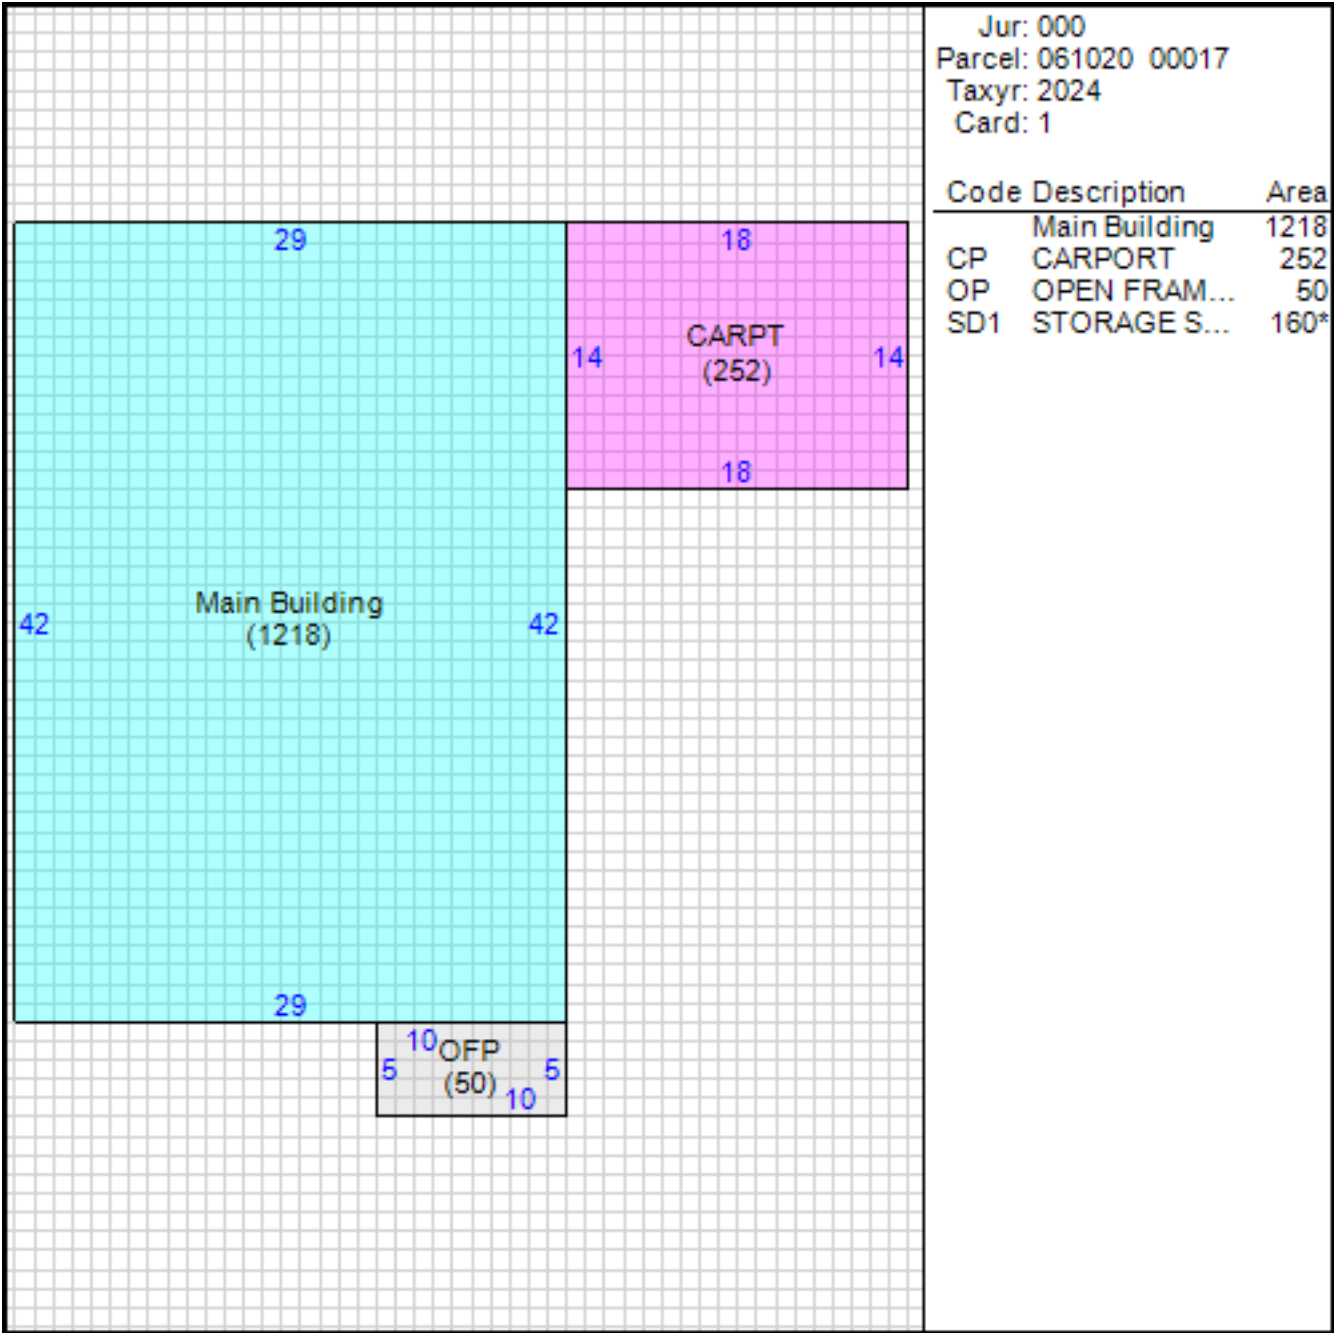 Jur: 000
Parcel: 061020 00017
Taxyr: 2024
Card: 1
Code Description Area
Main Building 1218
CP CARPORT 252
OP OPEN FRAM... 50
SD1 STORAGE S... 160*
29
18
CARPT
14 (252) 14
18
Main Building
42 (1218) 42
29
10 OFP
5 (50) 5
10